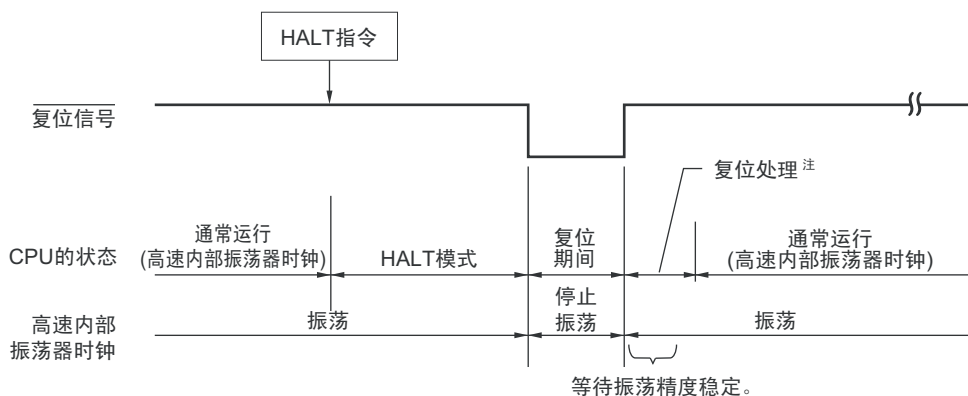 HALT指令
复位信号
复位处理注
CPU的状态
通常运行
(高速内部振荡器时钟)
HALT模式
复位
期间
通常运行
(高速内部振荡器时钟)
高速内部
振荡器时钟
振荡
停止
振荡
振荡
等待振荡精度稳定。